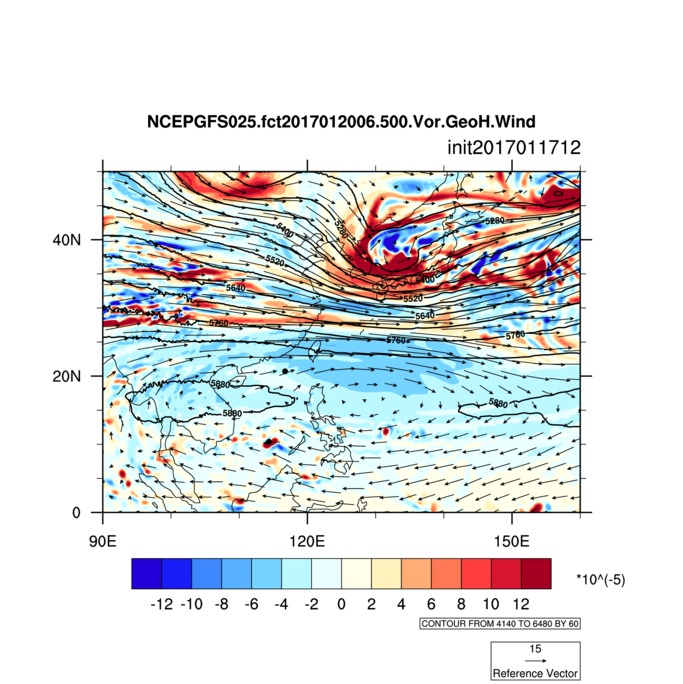 NCEPGFS025.fct2017012006.500.Vor.GeoH.Wind
init2017011712
5280
5280
5400
40N
5520
5400
5640
5520
5640
5760
5760
5760
20N
5880
5880
5880
0
90E 120E 150E
-12 -10 -8 -6 -4 -2 0 2 4 6 8 10 12
*10^(-5)
CONTOUR FROM 4140 TO 6480 BY 60
15
Reference Vector